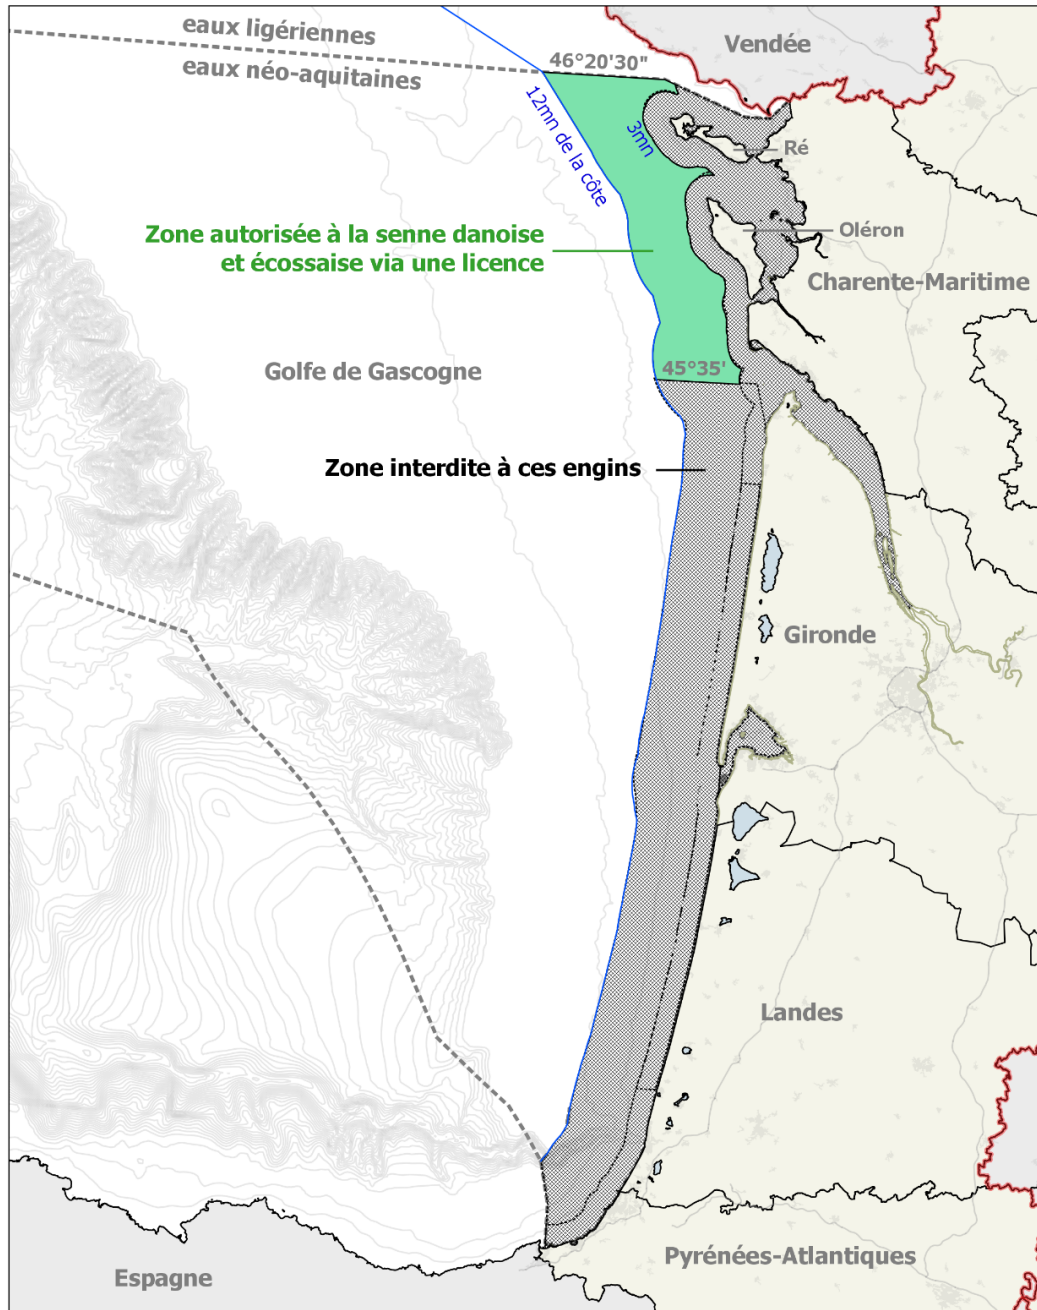 eaux ligériennes
eaux néo-aquitaines
46°20'30"
Vendée
12mn de la côte
3mn
Ré
Oléron
Zone autorisée à la senne danoise
et écossaise via une licence
Charente-Maritime
Golfe de Gascogne
45°35'
Zone interdite à ces engins
Gironde
Landes
Pyrénées-Atlantiques
Espagne